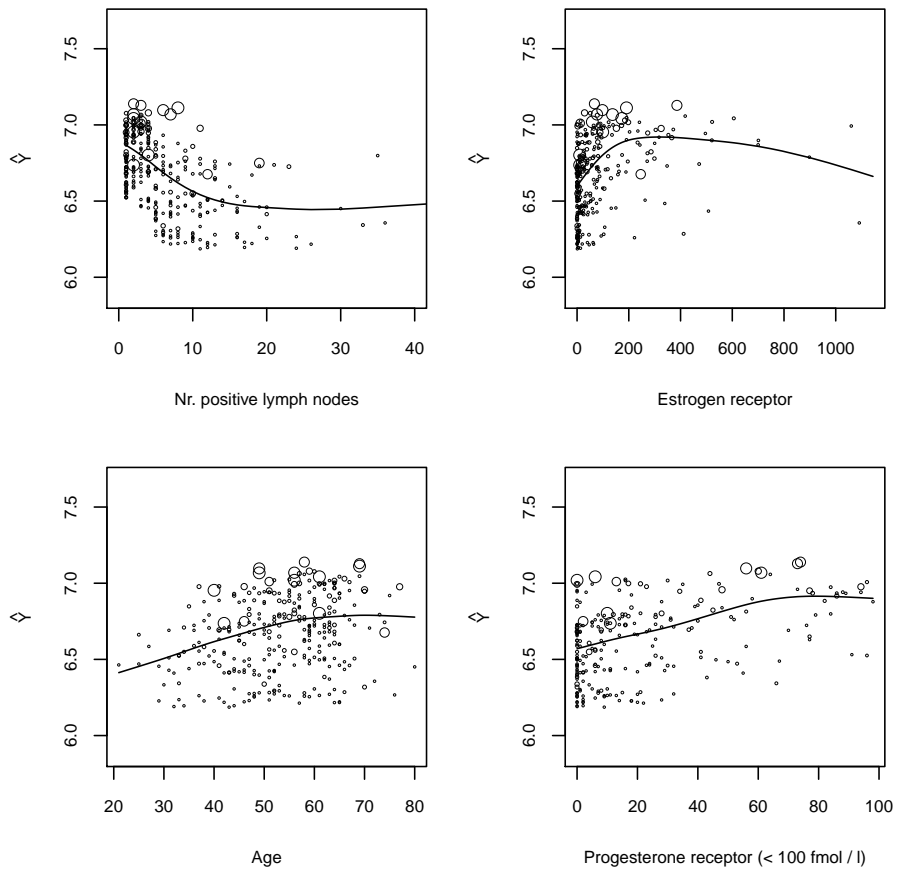 7.5
7.0
6.5
6.0
Ŷ
0 10 20 30 40
Nr. positive lymph nodes
7.5
7.0
6.5
6.0
Ŷ
0 200 400 600 800 1000
Estrogen receptor
7.5
7.0
6.5
6.0
Ŷ
20 30 40 50 60 70 80
Age
7.5
7.0
6.5
6.0
Ŷ
0 20 40 60 80 100
Progesterone receptor (< 100 fmol / l)